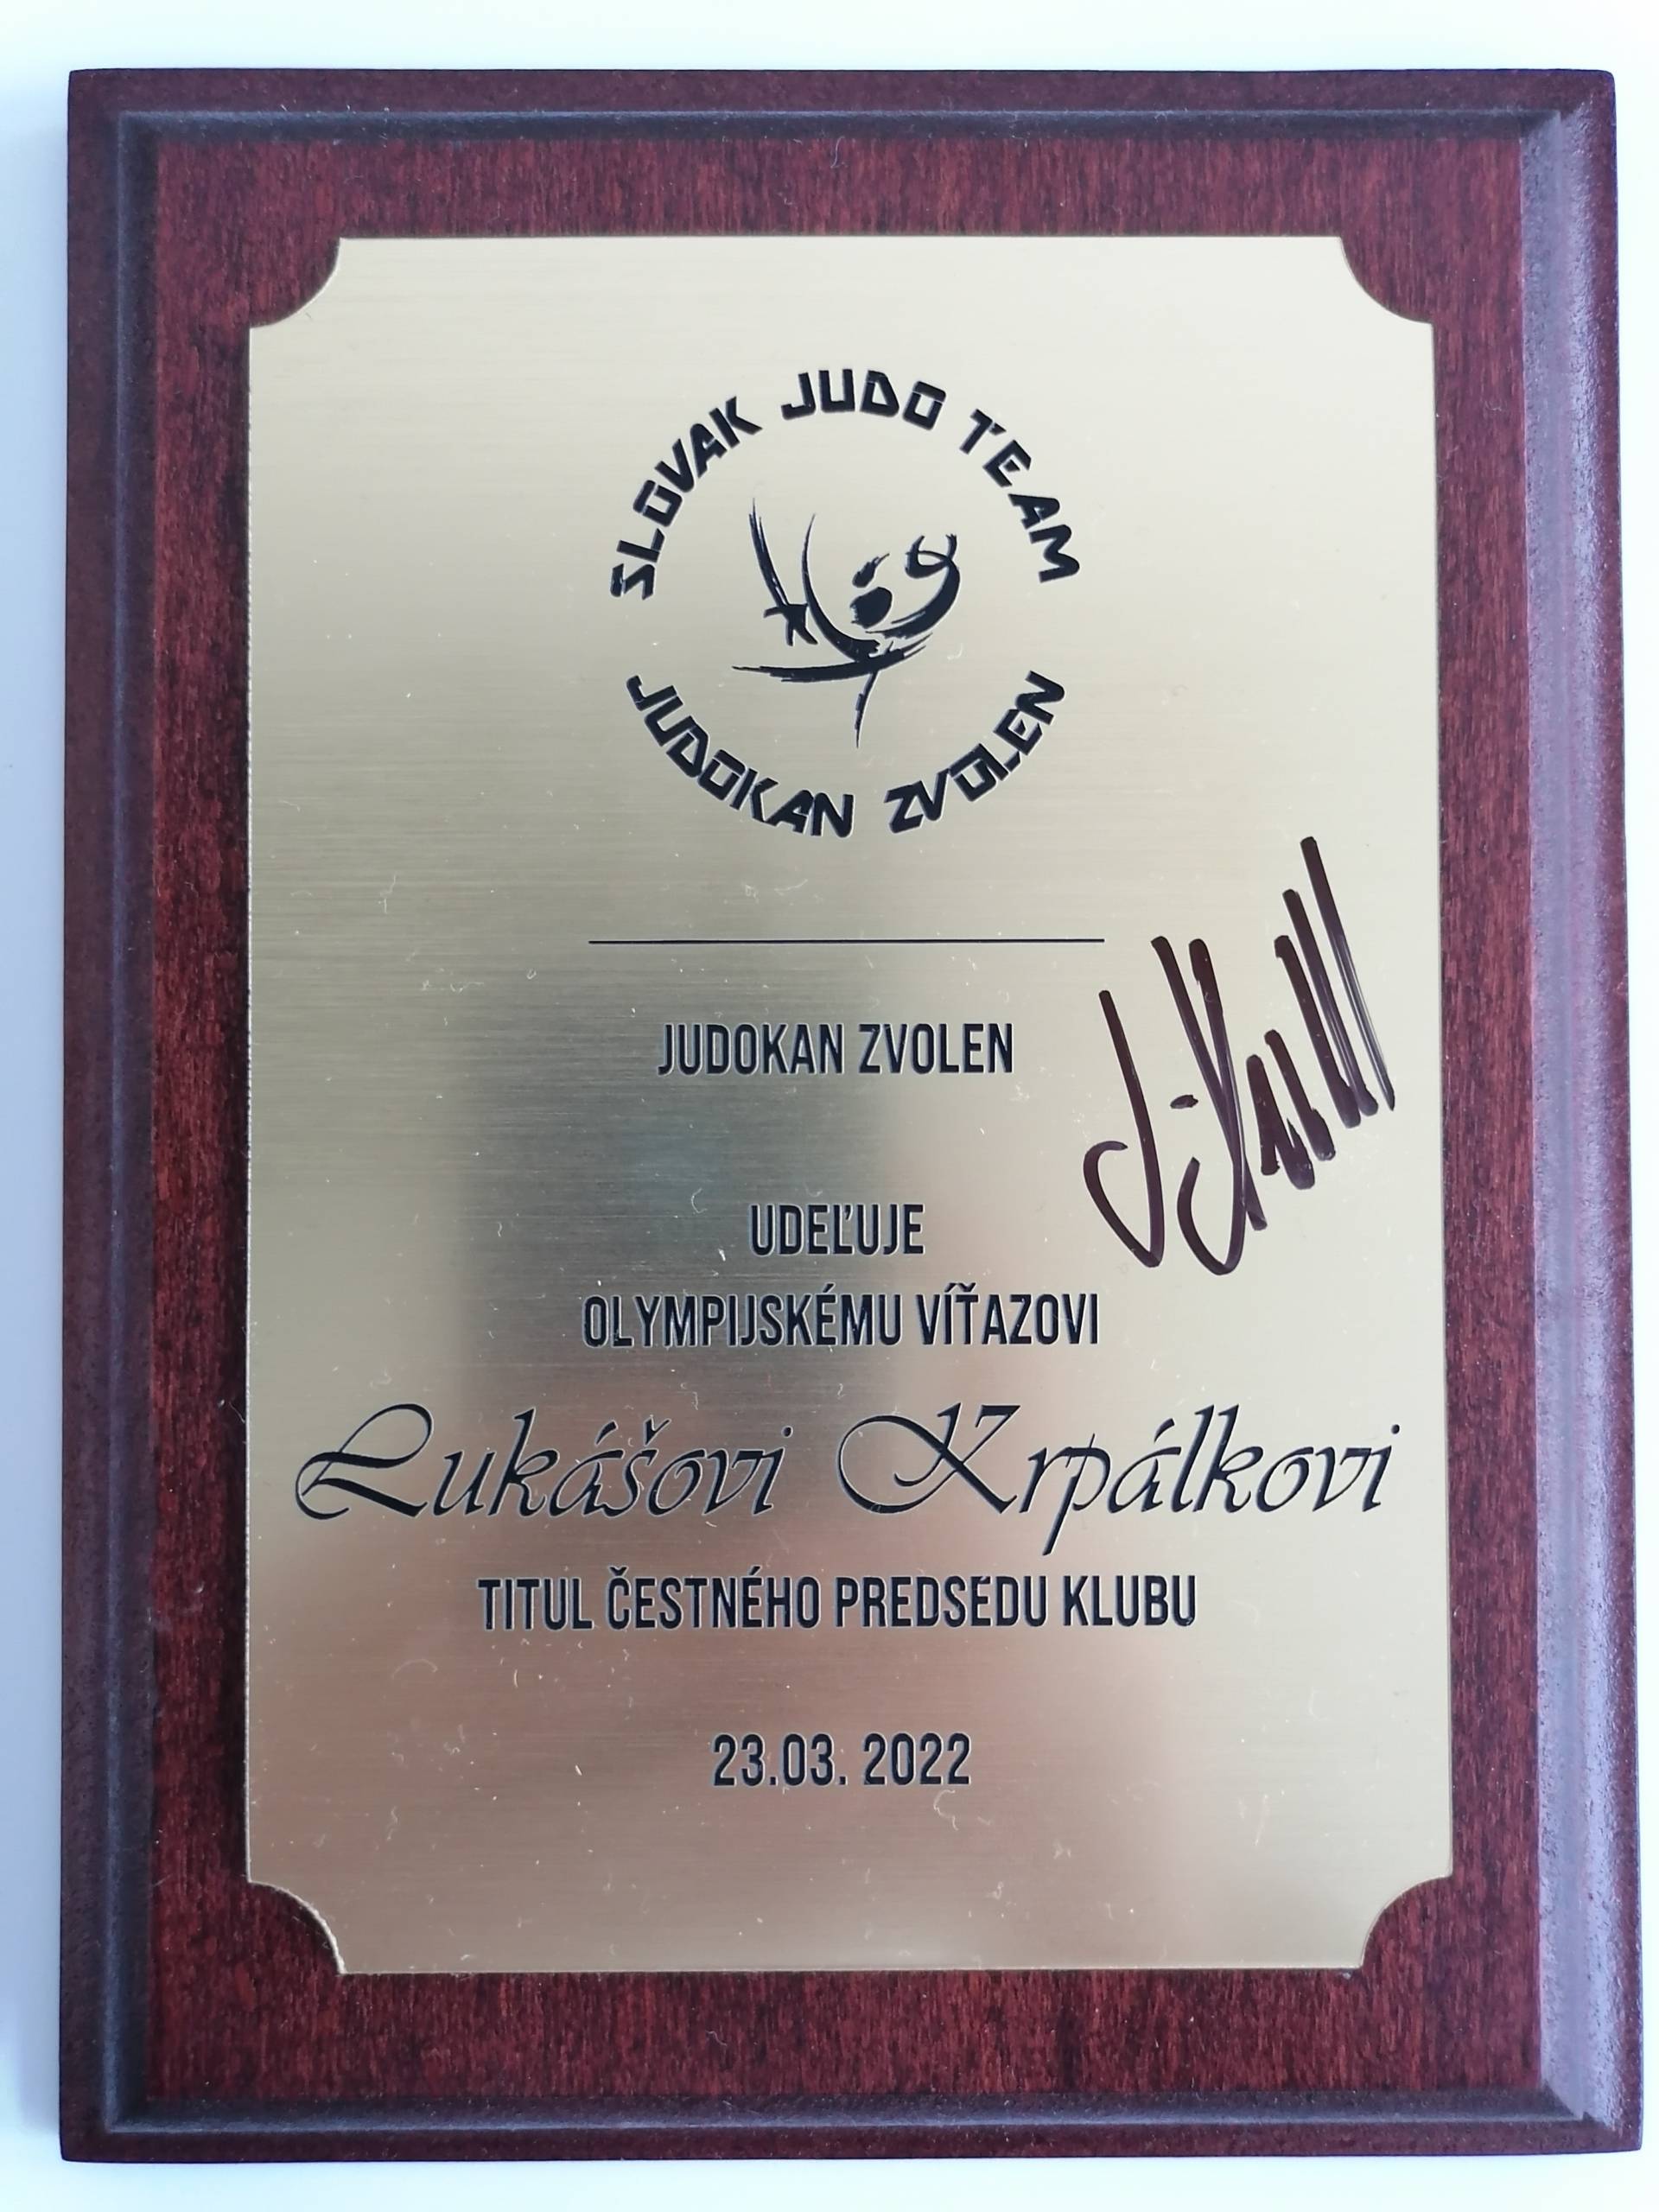 SLOVAK JUDO TEAM
JUDOKAN ZVOLEN
JUDOKAN ZVOLEN
UDEĽUJE
OLYMPIJSKÉMU VÍŤAZOVI
Lukášovi Krpálkovi
TITUL ČESTNÉHO PREDSEDU KLUBU
23.03. 2022